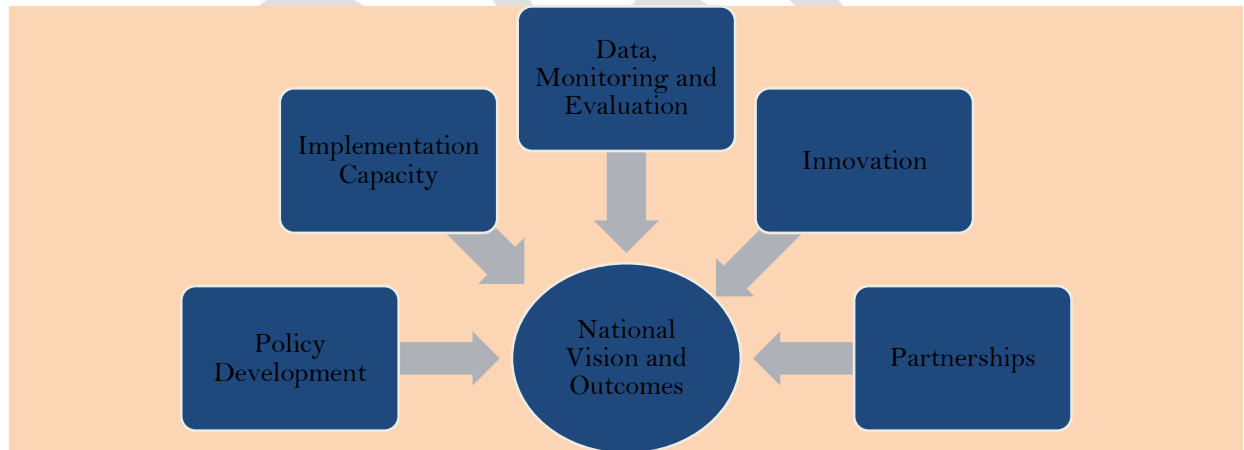 Data,
Monitoring and
Evaluation
Implementation
Capacity
Innovation
Policy
Development
National
Vision and
Outcomes
Partnerships